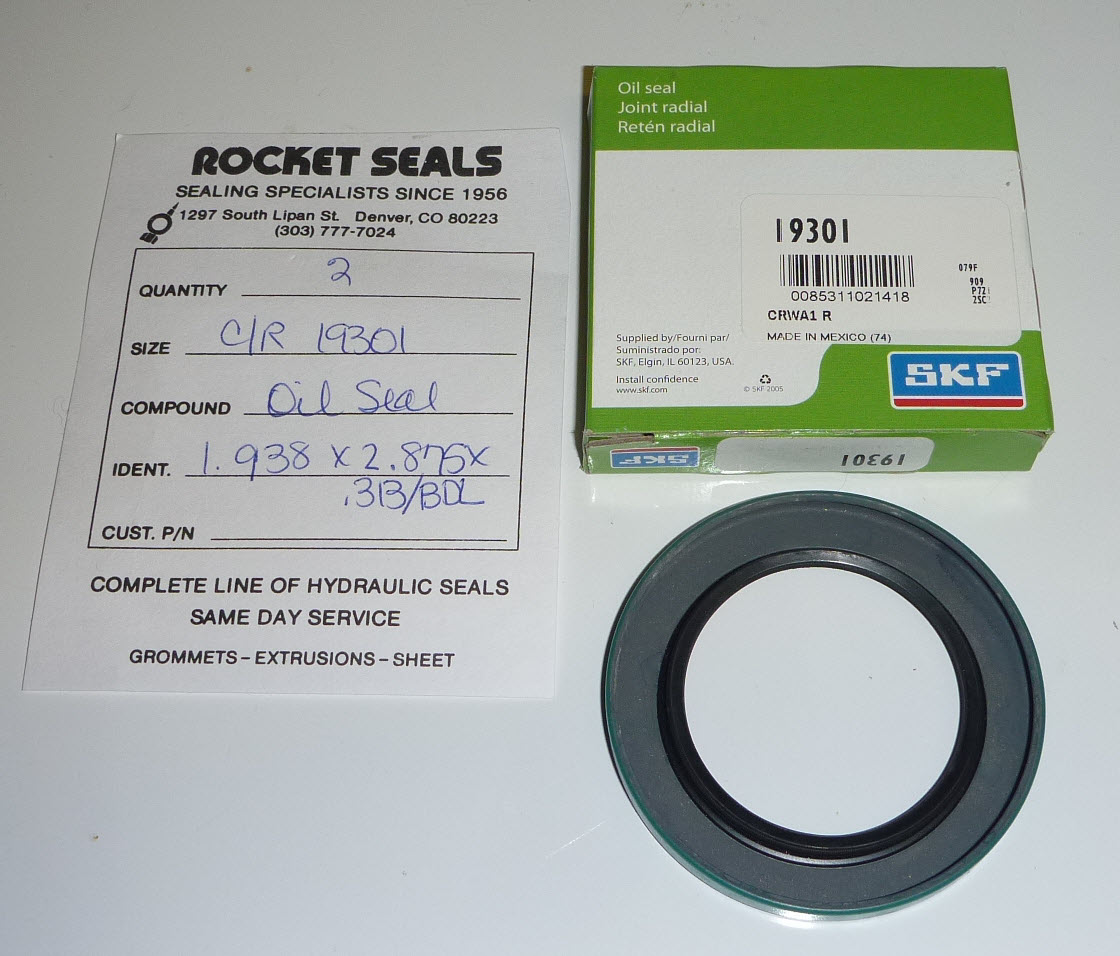 ROCKET SEALS
SEALING SPECIALISTS SINCE 1956
1297 South Lipan St. Denver, CO 80223
(303) 777-7024
QUANTITY 2
SIZE C/R 19301
COMPOUND Oil Seal
IDENT. 1.938 x 2.875x
.313/BDL
CUST. P/N
COMPLETE LINE OF HYDRAULIC SEALS
SAME DAY SERVICE
GROMMETS - EXTRUSIONS - SHEET
Oil seal
Joint radial
Retén radial
19301
0085311021418
CRWA1 R
MADE IN MEXICO (74)
079F
909
P72
2SC
Supplied by/Fourni par/
Suministrado por:
SKF, Elgin, IL 60123, USA.
Install confidence
www.skf.com
© SKF 2005
SKF
SKF
19301